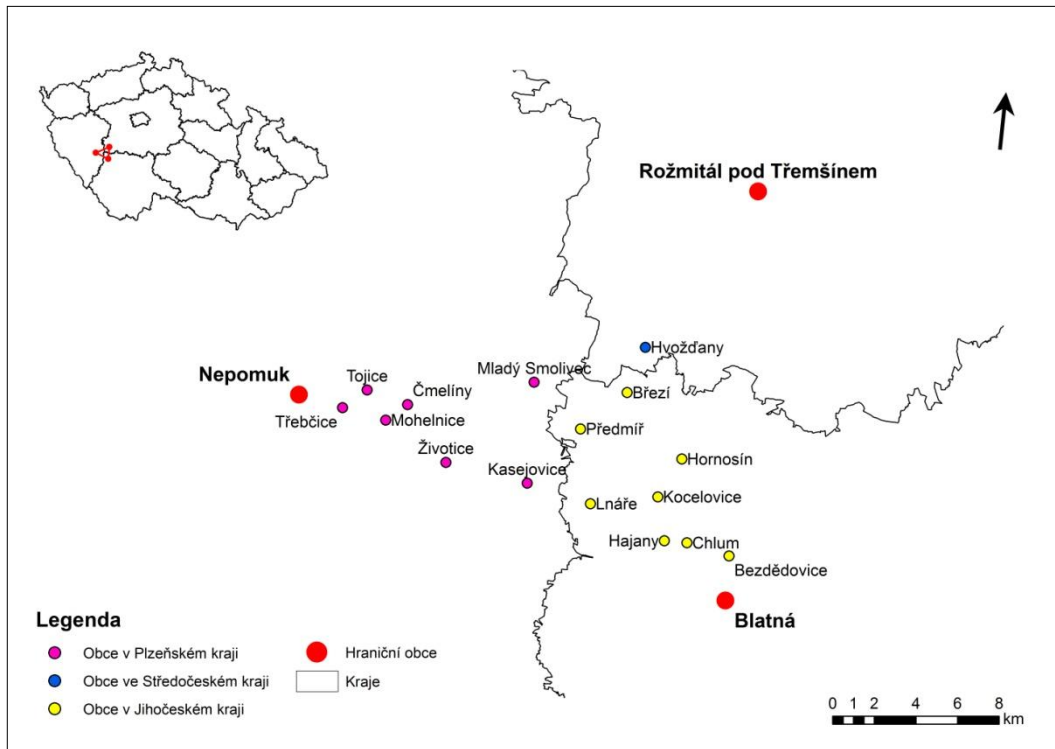 Rožmitál pod Třemšínem
Hvožďany
Mladý Smolivec
Nepomuk
Tojice
Čmelíny
Březí
Třebčice
Mohelnice
Předmíř
Životice
Hornosín
Kasejovice
Kocelovice
Lnáře
Hajany
Chlum
Bezdědovice
Blatná
Legenda
Obce v Plzeňském kraji
Hraniční obce
Obce ve Středočeském kraji
Kraje
Obce v Jihočeském kraji
0 1 2 4 6 8
km